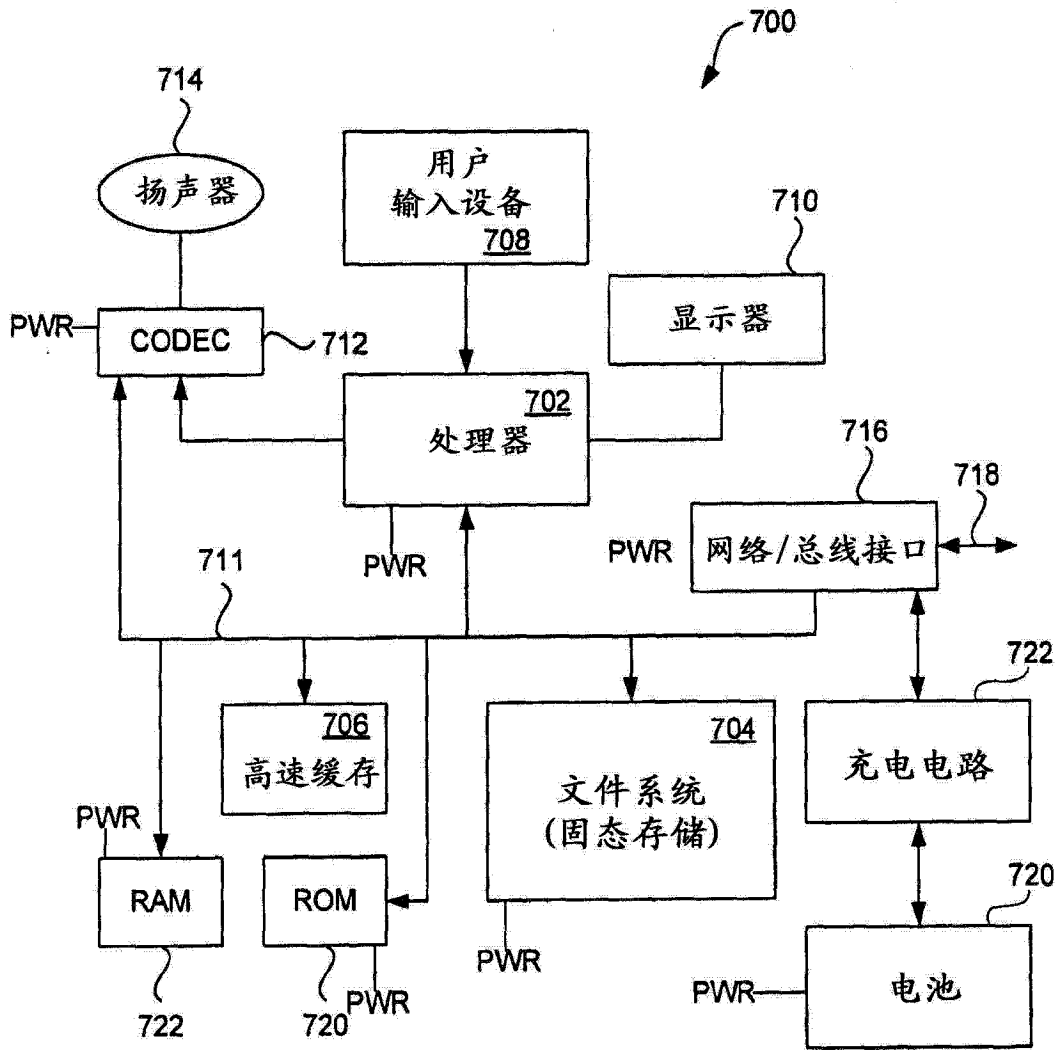 700
714
扬声器
用户
输入设备
708
710
显示器
PWR
CODEC
712
702
处理器
PWR
716
718
PWR
网络/总线接口
711
722
706
高速缓存
704
文件系统
(固态存储)
充电电路
PWR
RAM
ROM
720
PWR
PWR
722
720
PWR
电池